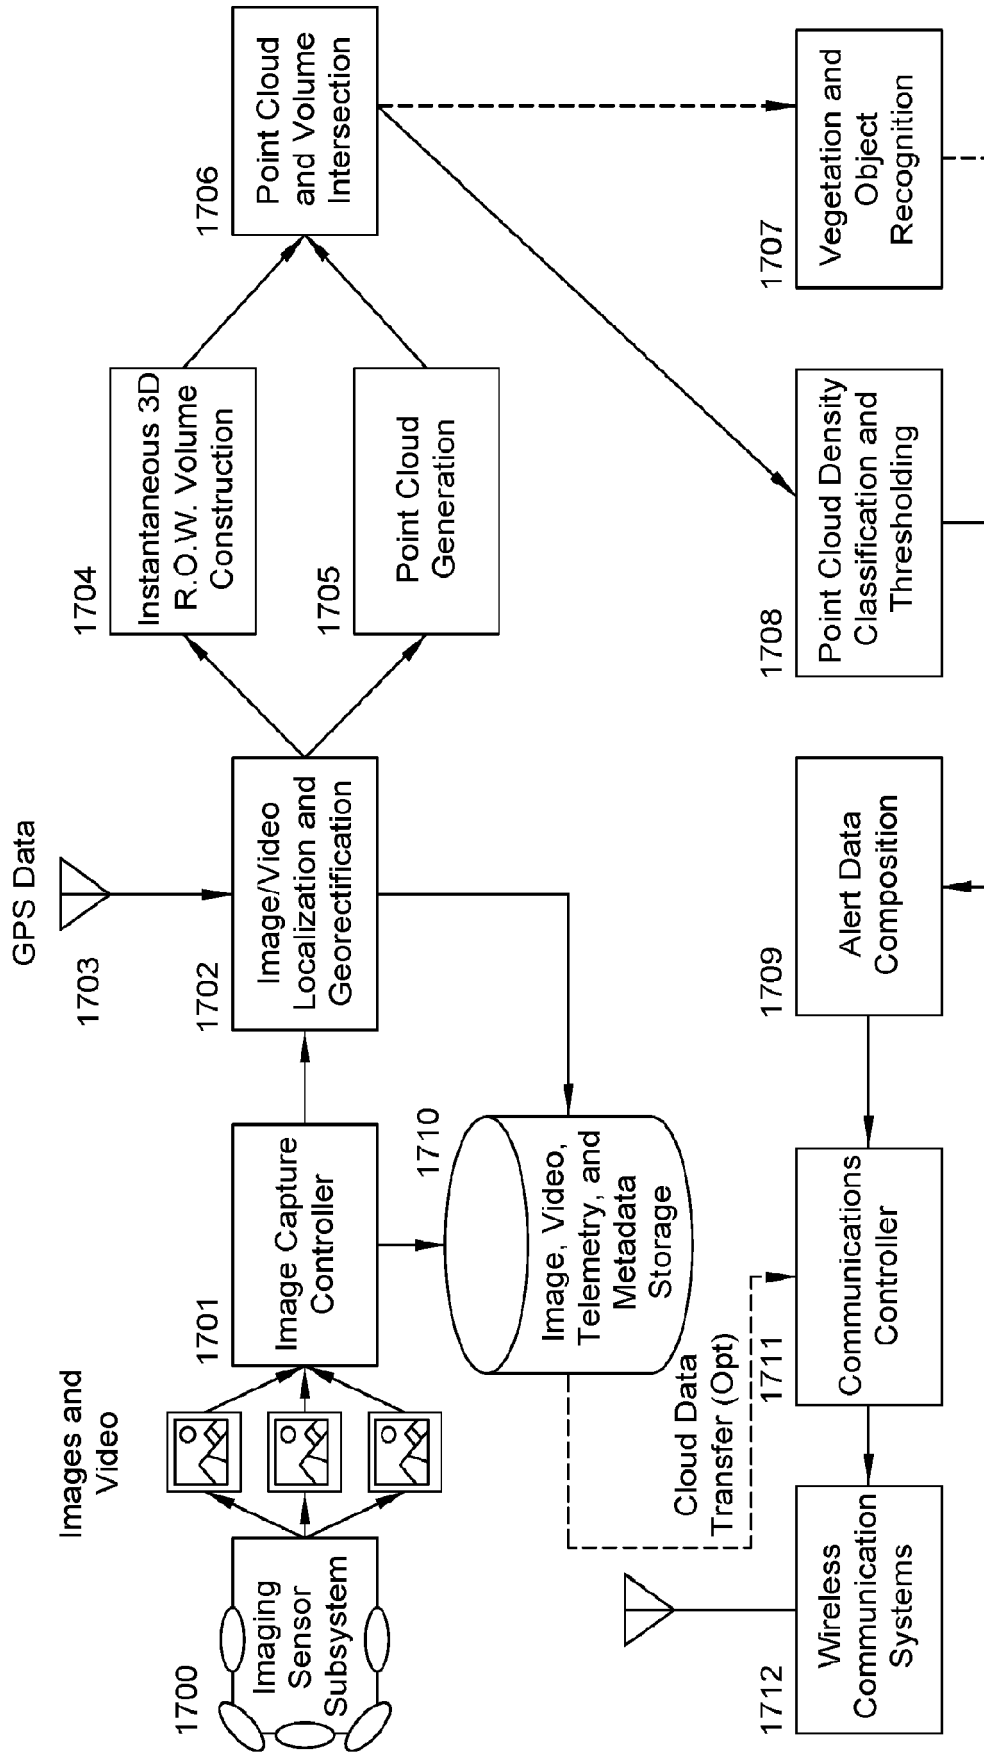 1700
Imaging
Sensor
Subsystem
Images and
Video
1701
Image Capture
Controller
GPS Data
1703
1702
Image/Video
Localization and
Georectification
1704
Instantaneous 3D
R.O.W. Volume
Construction
1705
Point Cloud
Generation
1706
Point Cloud
and Volume
Intersection
1710
Image, Video,
Telemetry, and
Metadata
Storage
Cloud Data
Transfer (Opt)
1712
Wireless
Communication
Systems
1711
Communications
Controller
1709
Alert Data
Composition
1708
Point Cloud Density
Classification and
Thresholding
1707
Vegetation and
Object
Recognition